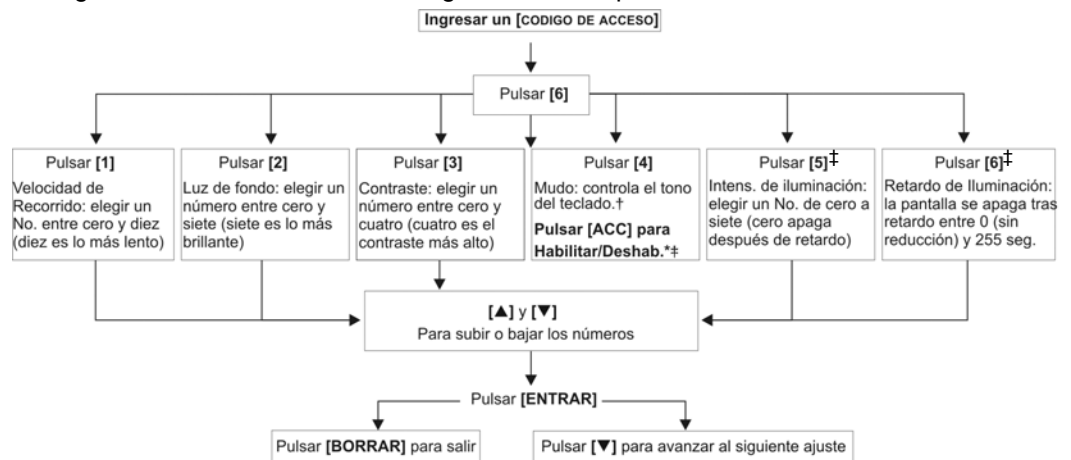 Ingresar un [CODIGO DE ACCESO]
Pulsar [6]
Pulsar [1]
Velocidad de
Recorrido: elegir un
No. entre cero y diez
(diez es lo más lento)
Pulsar [2]
Luz de fondo: elegir un
número entre cero y
siete (siete es lo más
brillante)
Pulsar [3]
Contraste: elegir un
número entre cero y
cuatro (cuatro es el
contraste más alto)
Pulsar [4]
Mudo: controla el tono
del teclado.†
Pulsar [ACC] para
Habilitar/Deshab.*‡
Pulsar [5]‡
Intens. de iluminación:
elegir un No. de cero a
siete (cero apaga
después de retardo)
Pulsar [6]‡
Retardo de Iluminación:
la pantalla se apaga tras
retardo entre 0 (sin
reducción) y 255 seg.
[▲] y [▼]
Para subir o bajar los números
Pulsar [ENTRAR]
Pulsar [BORRAR] para salir
Pulsar [▼] para avanzar al siguiente ajuste